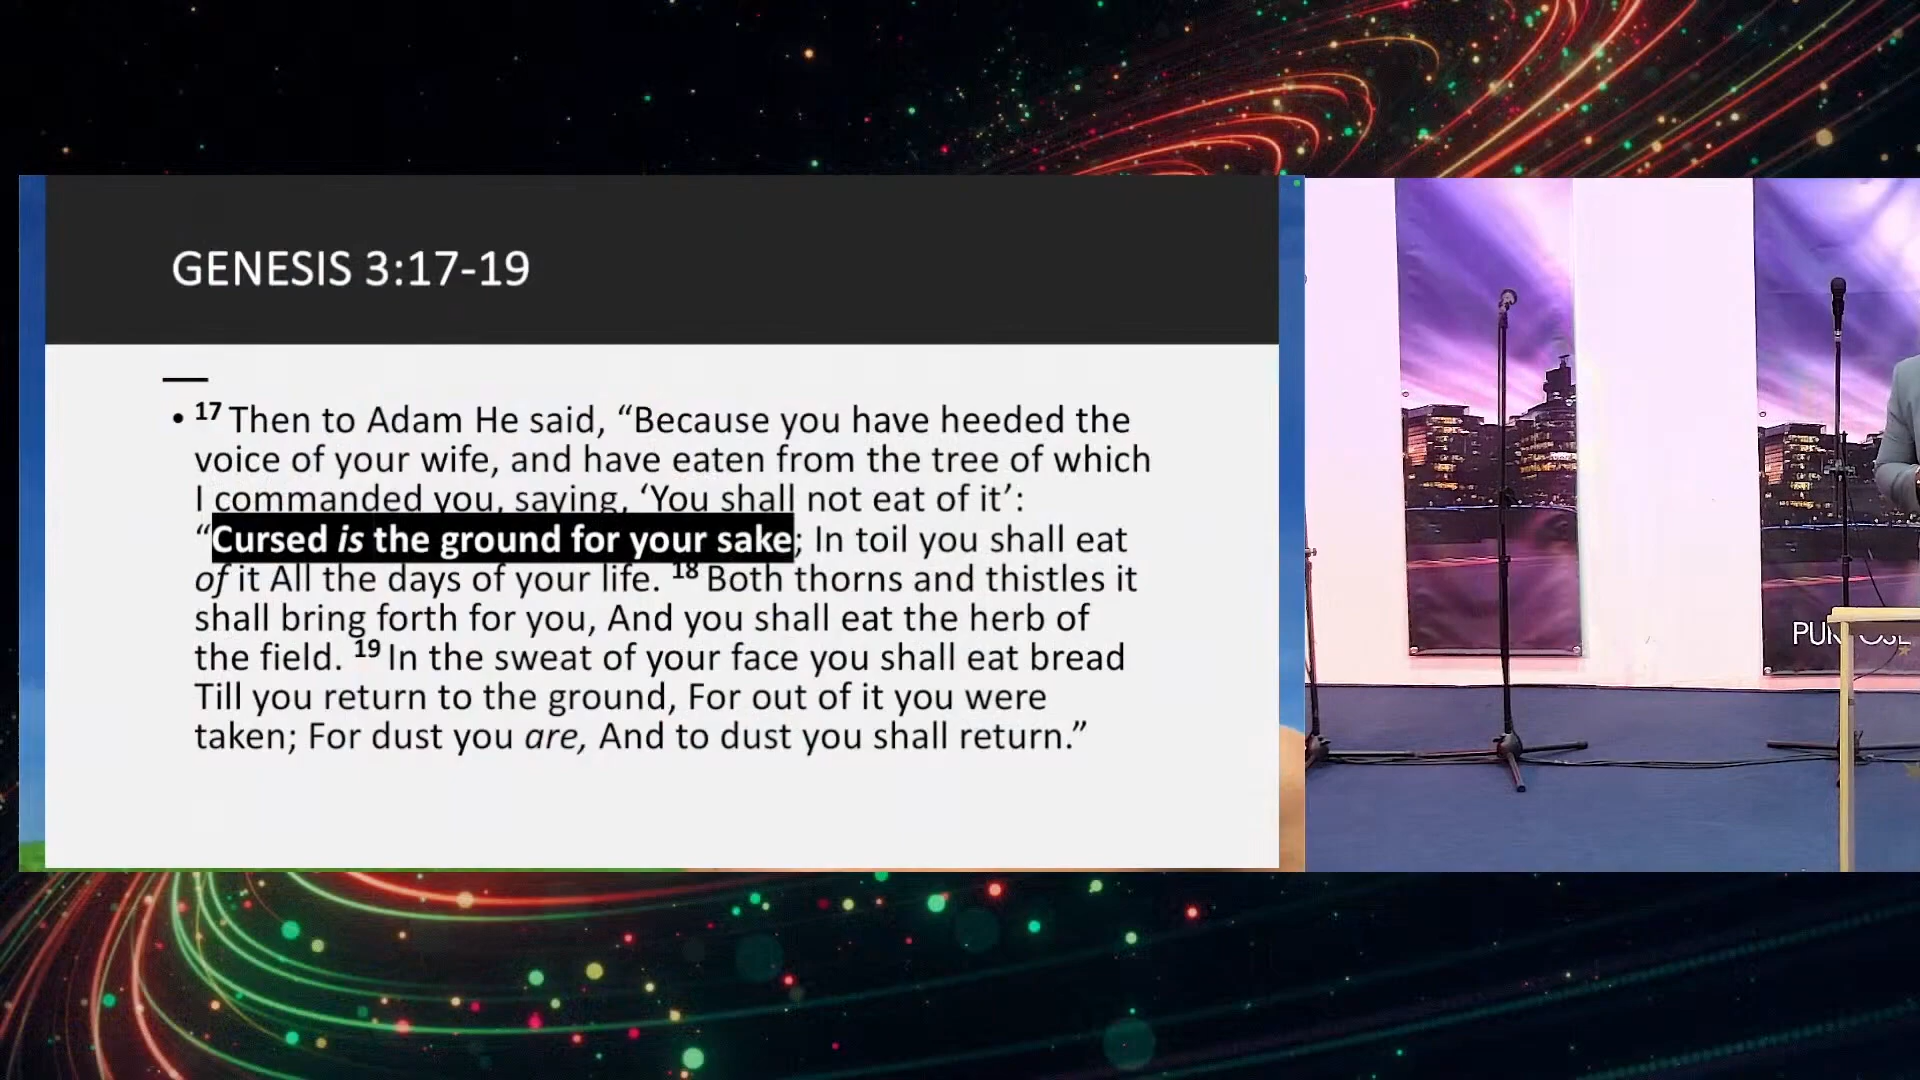 GENESIS 3:17-19
• 17 Then to Adam He said, “Because you have heeded the
voice of your wife, and have eaten from the tree of which
I commanded you, saying, ‘You shall not eat of it’:
“Cursed is the ground for your sake; In toil you shall eat
of it All the days of your life. 18 Both thorns and thistles it
shall bring forth for you, And you shall eat the herb of
the field. 19 In the sweat of your face you shall eat bread
Till you return to the ground, For out of it you were
taken; For dust you are, And to dust you shall return.”